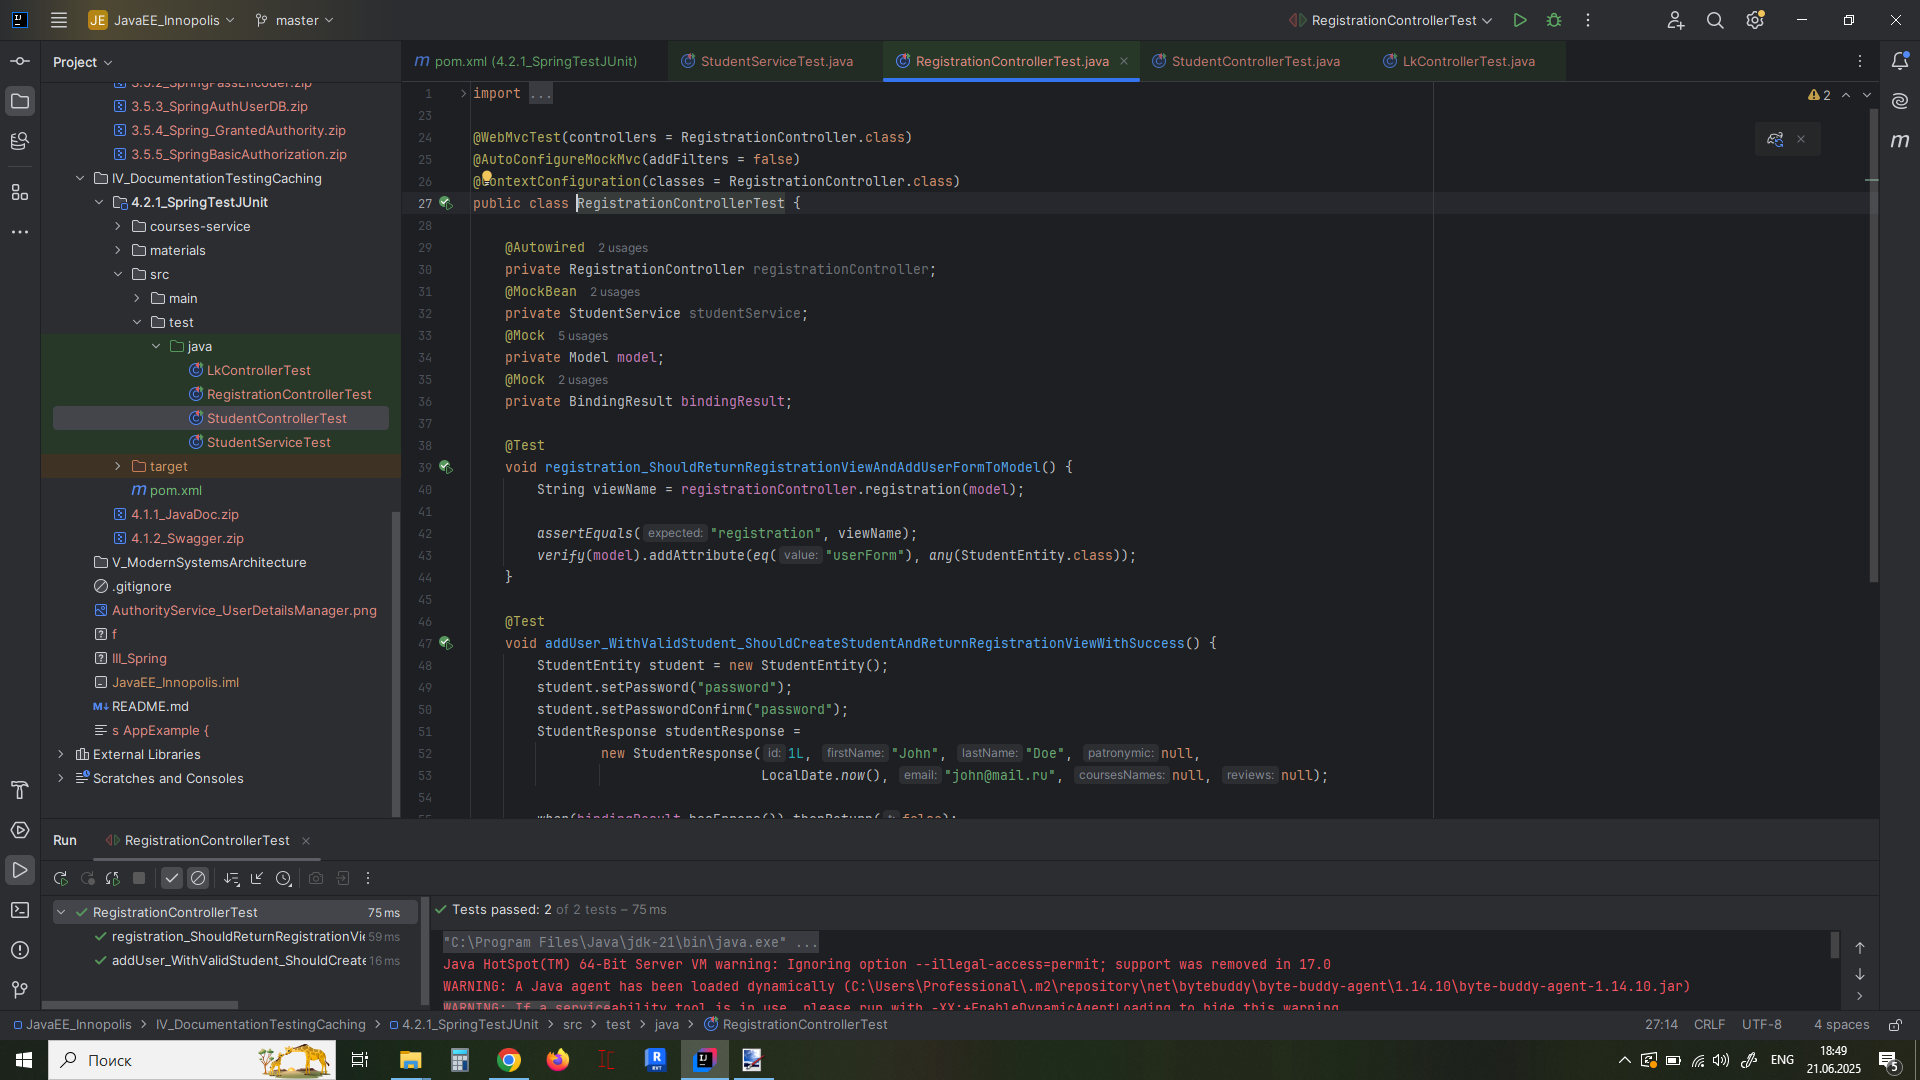 JE JavaEE_Innopolis master RegistrationControllerTest
Project
3.5.2_SpringPassEncoder.zip
3.5.3_SpringAuthUserDB.zip
3.5.4_Spring_GrantedAuthority.zip
3.5.5_SpringBasicAuthorization.zip
IV_DocumentationTestingCaching
4.2.1_SpringTestJUnit
courses-service
materials
src
main
test
java
LkControllerTest
RegistrationControllerTest
StudentControllerTest
StudentServiceTest
target
pom.xml
4.1.1_JavaDoc.zip
4.1.2_Swagger.zip
V_ModernSystemsArchitecture
.gitignore
AuthorityService_UserDetailsManager.png
f
III_Spring
JavaEE_Innopolis.iml
README.md
s AppExample {
External Libraries
Scratches and Consoles
pom.xml (4.2.1_SpringTestJUnit) StudentServiceTest.java RegistrationControllerTest.java StudentControllerTest.java LkControllerTest.java
2
1 import ...
23
24 @WebMvcTest(controllers = RegistrationController.class)
25 @AutoConfigureMockMvc(addFilters = false)
26 @ContextConfiguration(classes = RegistrationController.class)
27 public class RegistrationControllerTest {
28
29 @Autowired 2 usages
30 private RegistrationController registrationController;
31 @MockBean 2 usages
32 private StudentService studentService;
33 @Mock 5 usages
34 private Model model;
35 @Mock 2 usages
36 private BindingResult bindingResult;
37
38 @Test
39 void registration_ShouldReturnRegistrationViewAndAddUserFormToModel() {
40 String viewName = registrationController.registration(model);
41
42 assertEquals( expected: "registration", viewName);
43 verify(model).addAttribute(eq( value: "userForm"), any(StudentEntity.class));
44 }
45
46 @Test
47 void addUser_WithValidStudent_ShouldCreateStudentAndReturnRegistrationViewWithSuccess() {
48 StudentEntity student = new StudentEntity();
49 student.setPassword("password");
50 student.setPasswordConfirm("password");
51 StudentResponse studentResponse =
52 new StudentResponse( id: 1L, firstName: "John", lastName: "Doe", patronymic: null,
53 LocalDate.now(), email: "john@mail.ru", coursesNames: null, reviews: null);
54
55 when(bindingResult.hasErrors()).thenReturn( t: false);
Run RegistrationControllerTest
RegistrationControllerTest 75 ms
registration_ShouldReturnRegistrationVie 59 ms
addUser_WithValidStudent_ShouldCreate 16 ms
Tests passed: 2 of 2 tests – 75 ms
"C:\Program Files\Java\jdk-21\bin\java.exe" ...
Java HotSpot(TM) 64-Bit Server VM warning: Ignoring option --illegal-access=permit; support was removed in 17.0
WARNING: A Java agent has been loaded dynamically (C:\Users\Professional\.m2\repository\net\bytebuddy\byte-buddy-agent\1.14.10\byte-buddy-agent-1.14.10.jar)
WARNING: If a serviceability tool is in use, please run with -XX:+EnableDynamicAgentLoading to hide this warning
JavaEE_Innopolis IV_DocumentationTestingCaching 4.2.1_SpringTestJUnit src test java RegistrationControllerTest 27:14 CRLF UTF-8 4 spaces
Поиск
ENG
18:49
21.06.2025
5